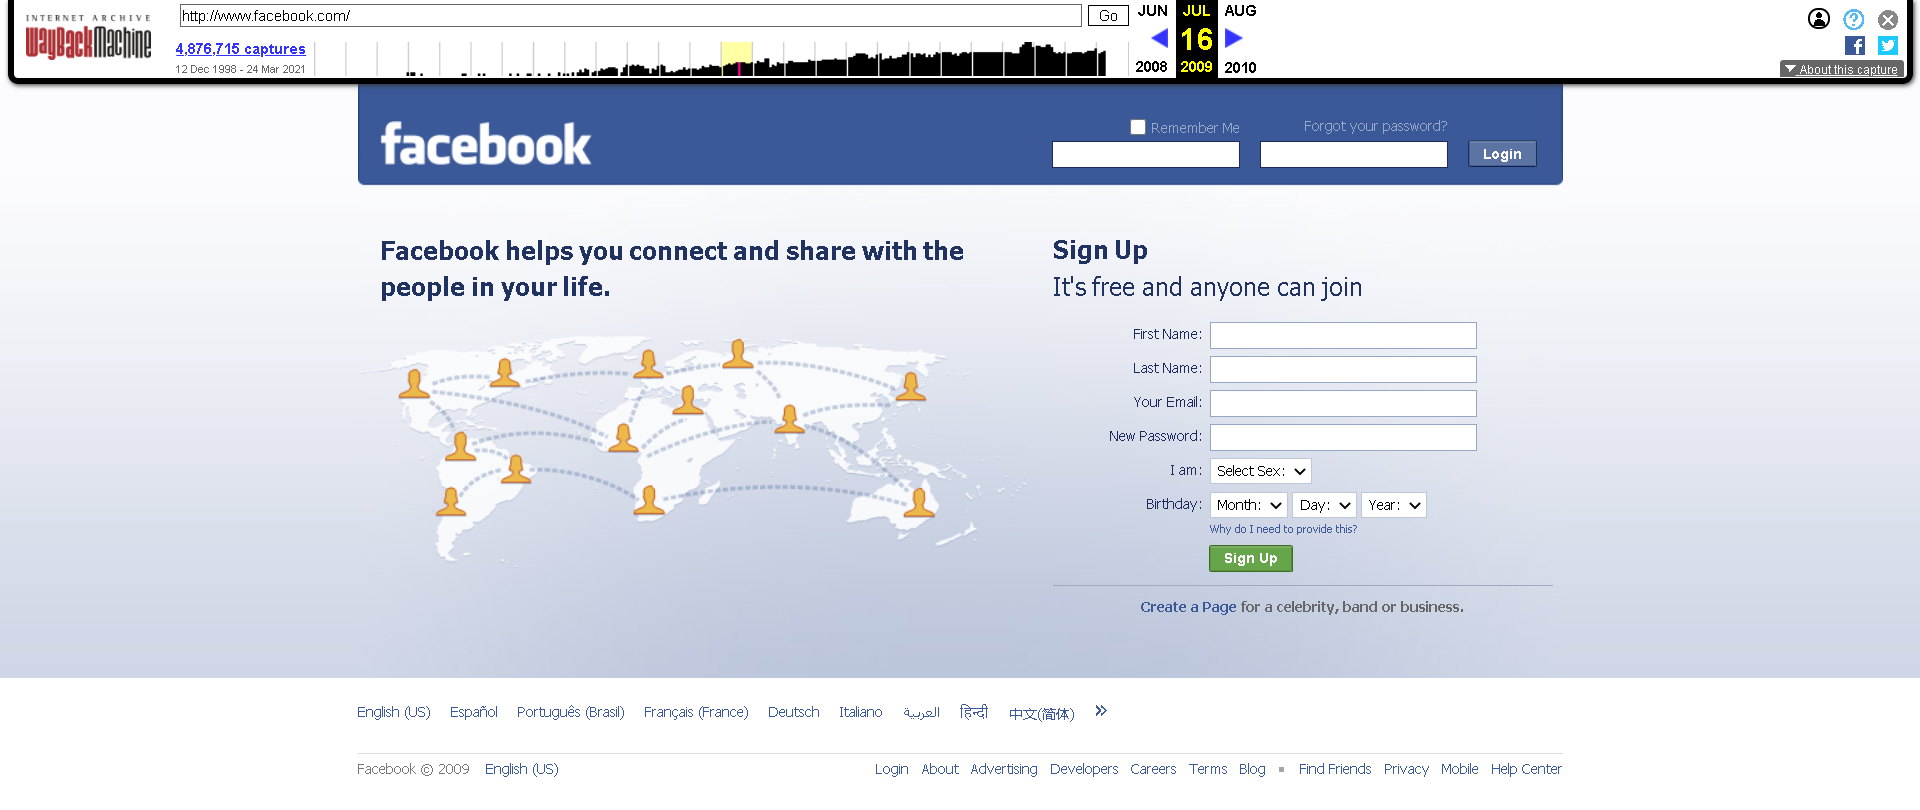 INTERNET ARCHIVE
WayBackMachine
http://www.facebook.com/
Go
4,876,715 captures
12 Dec 1998 - 24 Mar 2021
JUN JUL AUG
16
2008 2009 2010
About this capture
facebook
Remember Me
Forgot your password?
Login
Facebook helps you connect and share with the
people in your life.
Sign Up
It's free and anyone can join
First Name:
Last Name:
Your Email:
New Password:
I am: Select Sex:
Birthday: Month: Day: Year:
Why do I need to provide this?
Sign Up
Create a Page for a celebrity, band or business.
English (US) Español Português (Brasil) Français (France) Deutsch Italiano العربية हिन्दी 中文(简体) »
Facebook © 2009 English (US)
Login About Advertising Developers Careers Terms Blog ▪ Find Friends Privacy Mobile Help Center